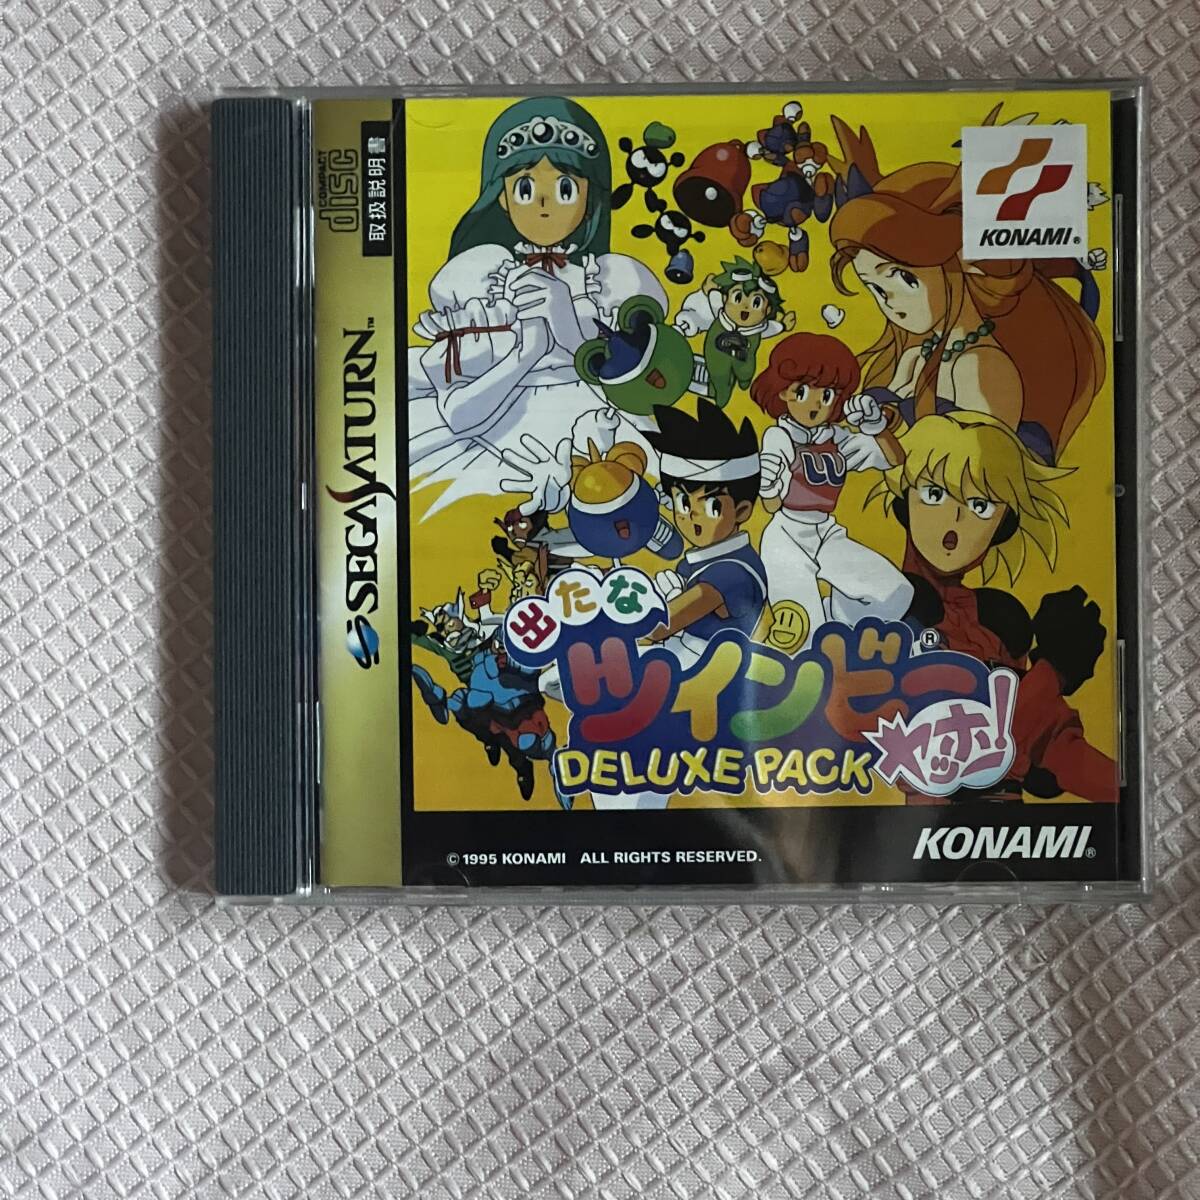 COMPACT
disc
取扱説明書
SEGA SATURN™
KONAMI®
W
出たな
ツインビー®
ヤッホー!
DELUXE PACK
© 1995 KONAMI ALL RIGHTS RESERVED.
KONAMI®